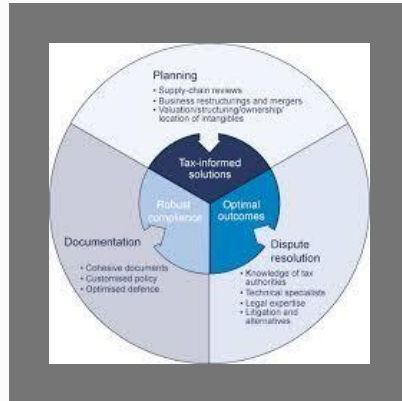 Planning
• Supply-chain reviews
• Business restructurings and mergers
• Valuation/structuring/ownership/
location of intangibles
Tax-informed
solutions
Robust
compliance
Optimal
outcomes
Documentation
• Cohesive documents
• Customised policy
• Optimised defence
Dispute
resolution
• Knowledge of tax
authorities
• Technical specialists
• Legal expertise
• Litigation and
alternatives